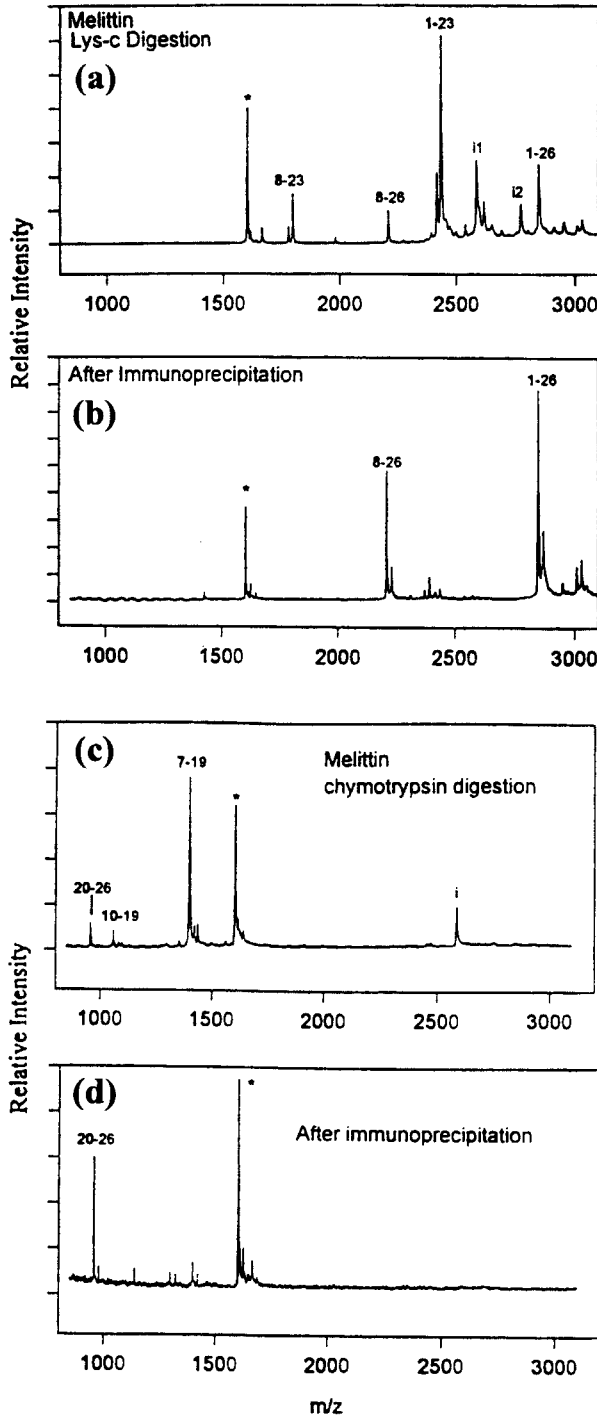 Melittin
Lys-c Digestion
(a)
1-23
*
8-23
8-26
i1
i2
1-26
1000 1500 2000 2500 3000
Relative Intensity
After Immunoprecipitation
(b)
1-26
8-26
*
1000 1500 2000 2500 3000
(c)
7-19
*
Melittin
chymotrypsin digestion
20-26
10-19
i
1000 1500 2000 2500 3000
Relative Intensity
(d)
*
20-26
After immunoprecipitation
1000 1500 2000 2500 3000
m/z